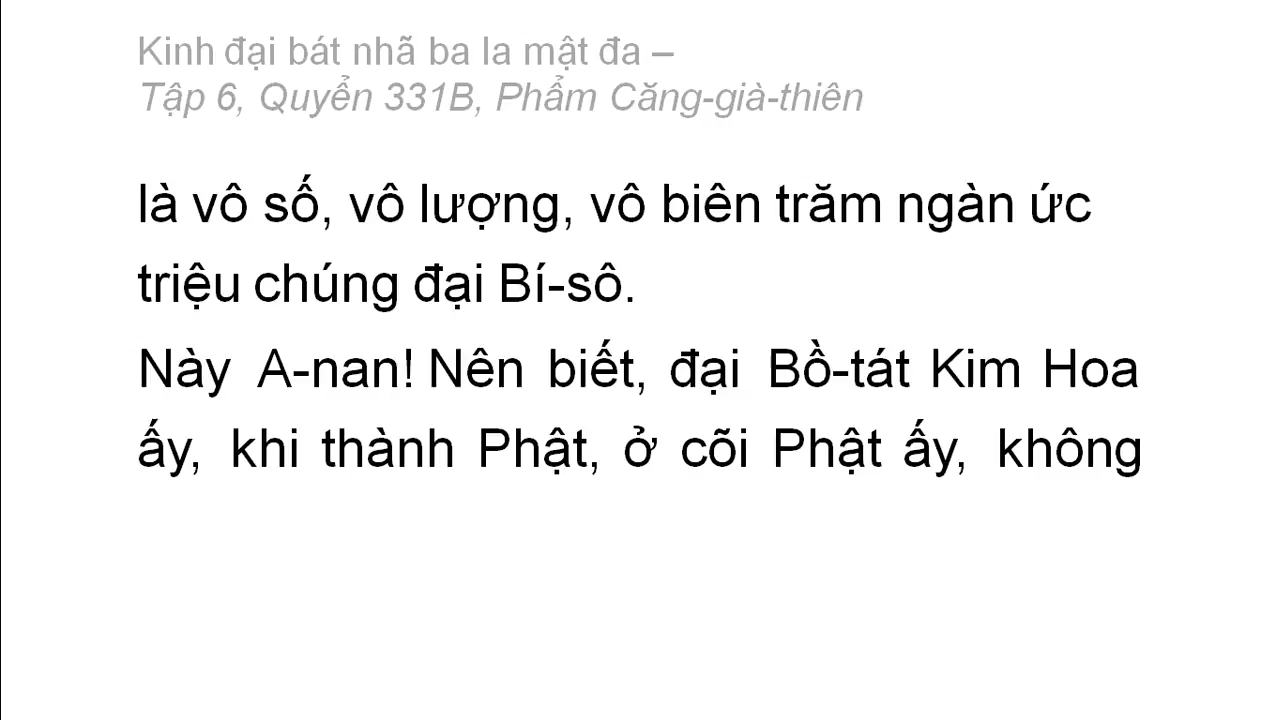 Kinh đại bát nhã ba la mật đa –
Tập 6, Quyển 331B, Phẩm Căng-già-thiên
là vô số, vô lượng, vô biên trăm ngàn ức
triệu chúng đại Bí-sô.
Này A-nan! Nên biết, đại Bồ-tát Kim Hoa
ấy, khi thành Phật, ở cõi Phật ấy, không